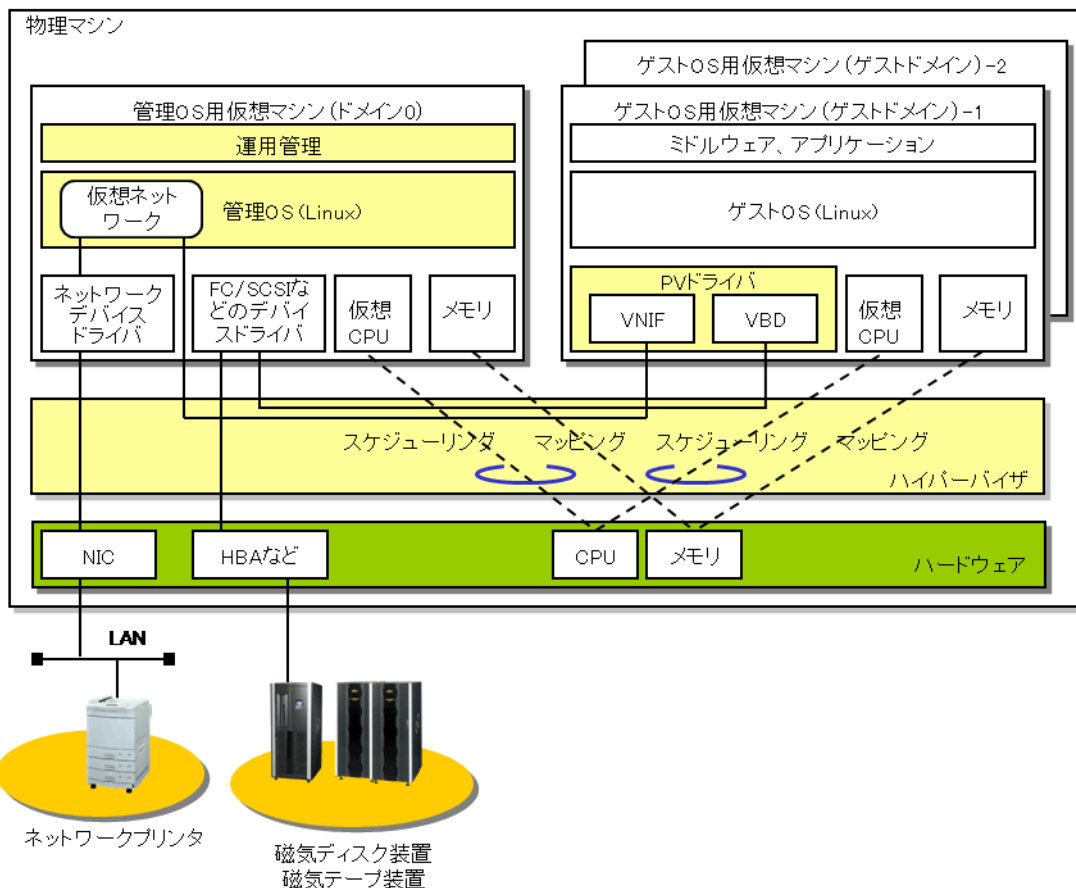 物理マシン
ゲストOS用仮想マシン(ゲストドメイン)-2
管理OS用仮想マシン(ドメイン0)
運用管理
仮想ネット
ワーク
管理OS(Linux)
ネットワーク
デバイス
ドライバ
FC/SCSIな
どのデバイ
スドライバ
仮想
CPU
メモリ
ゲストOS用仮想マシン(ゲストドメイン)-1
ミドルウェア、アプリケーション
ゲストOS(Linux)
PVドライバ
VNIF
VBD
仮想
CPU
メモリ
スケジューリンダ
マッピング
スケジューリング
マッピング
ハイパーバイザ
NIC
HBAなど
CPU
メモリ
ハードウェア
LAN
ネットワークプリンタ
磁気ディスク装置
磁気テープ装置